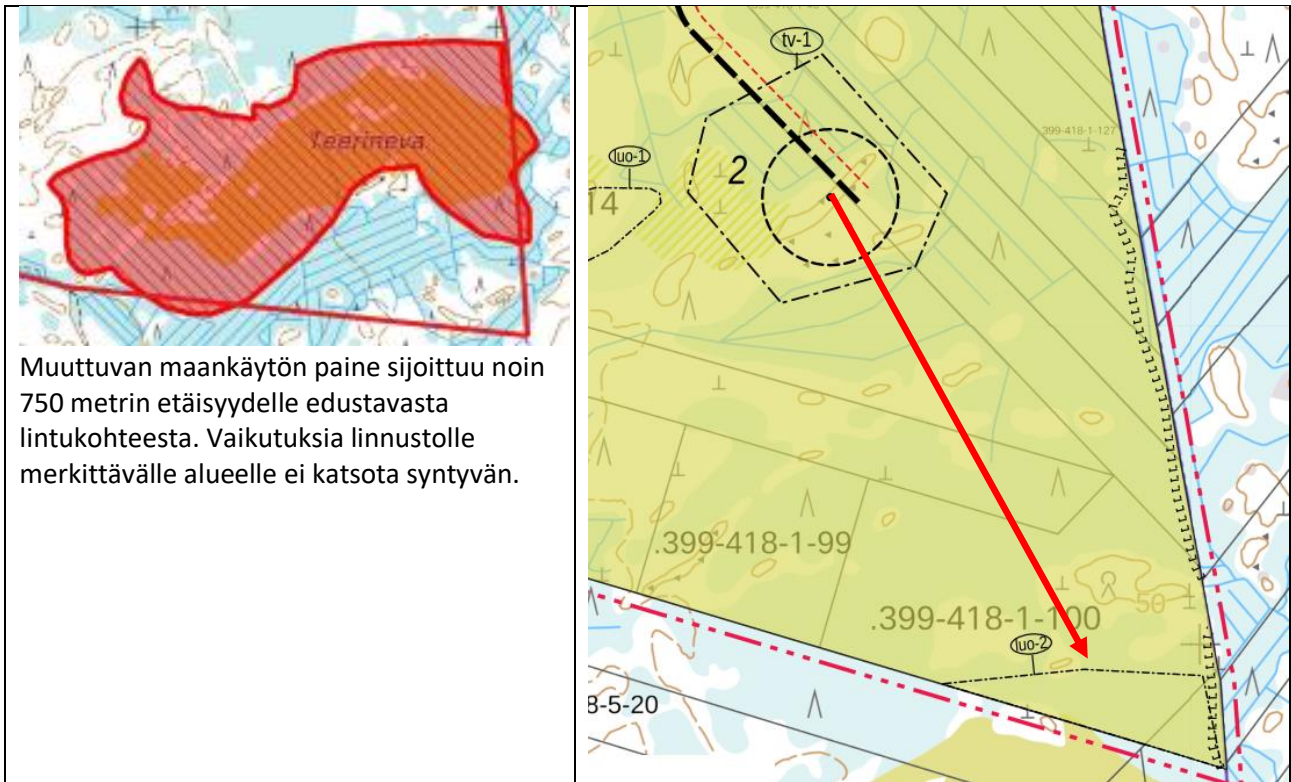 Teerineva
Muuttuvan maankäytön paine sijoittuu noin
750 metrin etäisyydelle edustavasta
lintukohteesta. Vaikutuksia linnustolle
merkittävälle alueelle ei katsota syntyvän.
tv-1
399-418-1-127
luo-1
2
14
.399-418-1-99
50
.399-418-1-100
luo-2
8-5-20